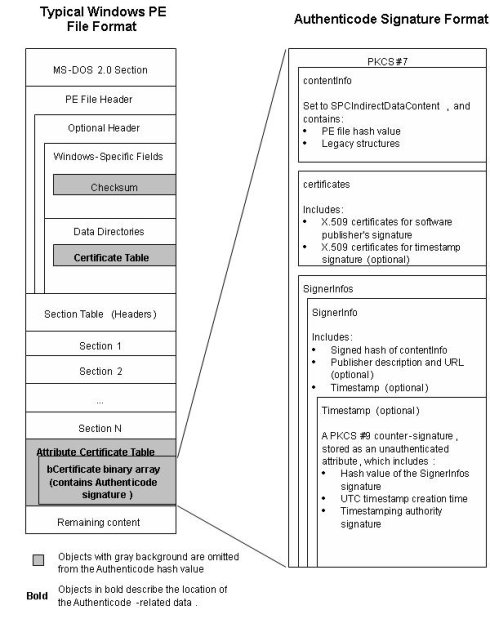 Typical Windows PE
File Format
MS-DOS 2.0 Section
PE File Header
Optional Header
Windows-Specific Fields
Checksum
Data Directories
Certificate Table
Section Table (Headers)
Section 1
Section 2
...
Section N
Attribute Certificate Table
bCertificate binary array
(contains Authenticode
signature )
Remaining content
Objects with gray background are omitted
from the Authenticode hash value
Bold Objects in bold describe the location of
the Authenticode -related data .
Authenticode Signature Format
PKCS #7
contentInfo
Set to SPCIndirectDataContent , and
contains:
• PE file hash value
• Legacy structures
certificates
Includes:
• X.509 certificates for software
publisher's signature
• X.509 certificates for timestamp
signature (optional)
SignerInfos
SignerInfo
Includes:
• Signed hash of contentInfo
• Publisher description and URL
(optional)
• Timestamp (optional)
Timestamp (optional)
A PKCS #9 counter-signature ,
stored as an unauthenticated
attribute, which includes :
• Hash value of the SignerInfos
signature
• UTC timestamp creation time
• Timestamping authority
signature